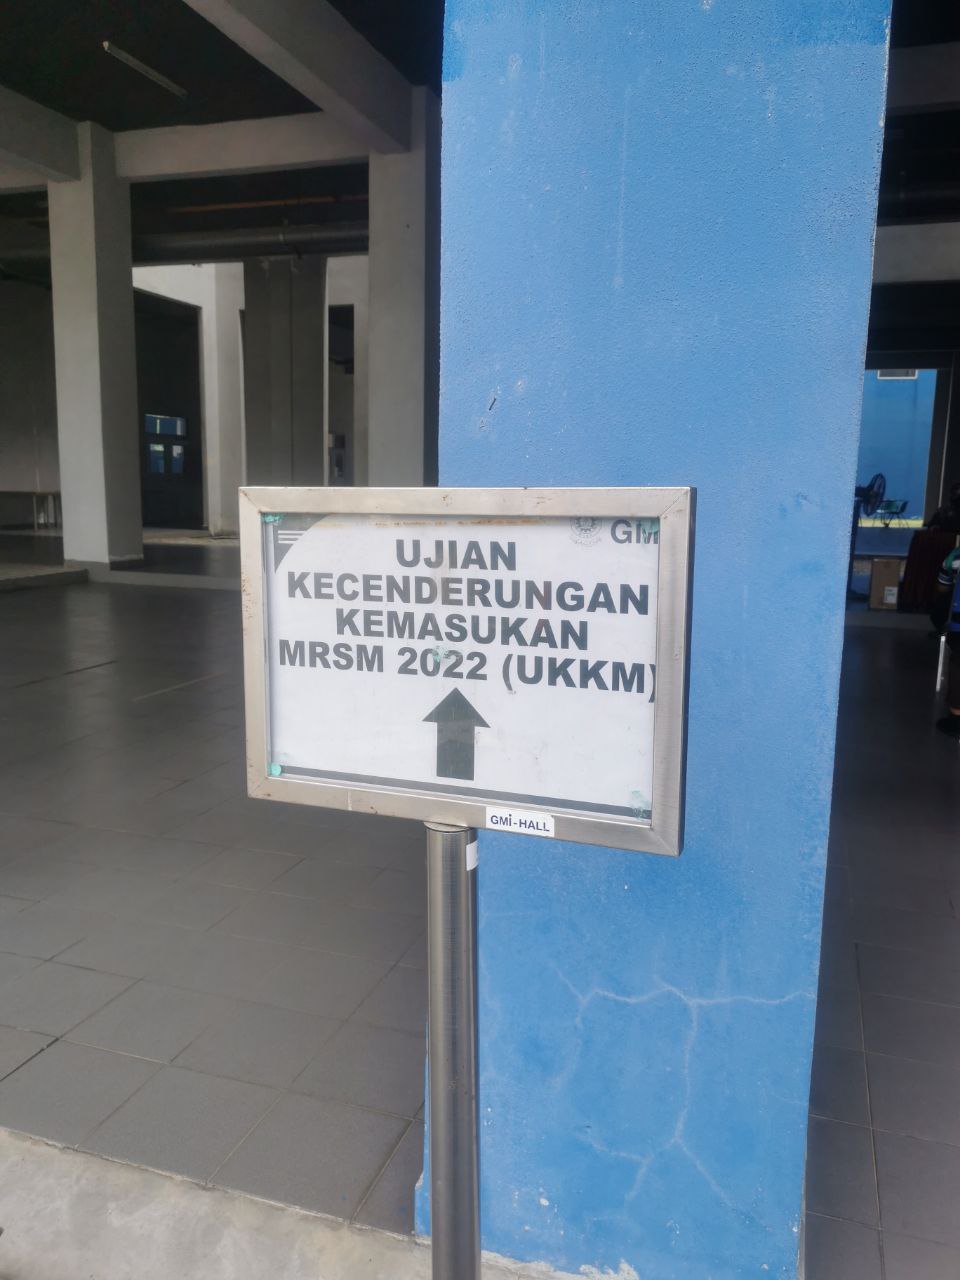 GMi
UJIAN
KECENDERUNGAN
KEMASUKAN
MRSM 2022 (UKKM)
GMi-HALL